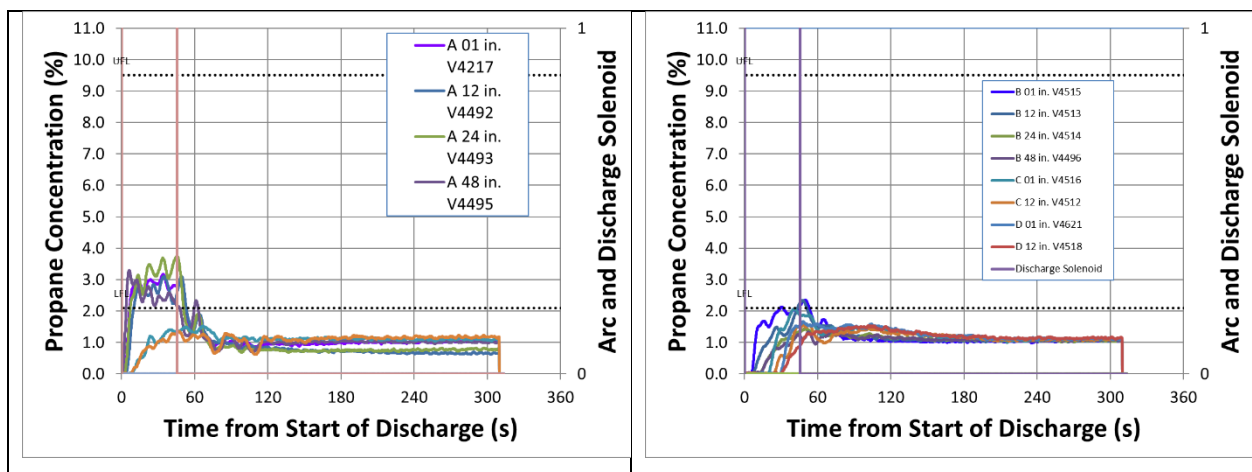 Propane Concentration (%)
11.0
10.0
9.0
8.0
7.0
6.0
5.0
4.0
3.0
2.0
1.0
0.0
UFL
LFL
A 01 in.
V4217
A 12 in.
V4492
A 24 in.
V4493
A 48 in.
V4495
1
0
Arc and Discharge Solenoid
0 60 120 180 240 300 360
Time from Start of Discharge (s)
Propane Concentration (%)
11.0
10.0
9.0
8.0
7.0
6.0
5.0
4.0
3.0
2.0
1.0
0.0
UFL
LFL
B 01 in. V4515
B 12 in. V4513
B 24 in. V4514
B 48 in. V4496
C 01 in. V4516
C 12 in. V4512
D 01 in. V4621
D 12 in. V4518
Discharge Solenoid
1
0
Arc and Discharge Solenoid
0 60 120 180 240 300 360
Time from Start of Discharge (s)